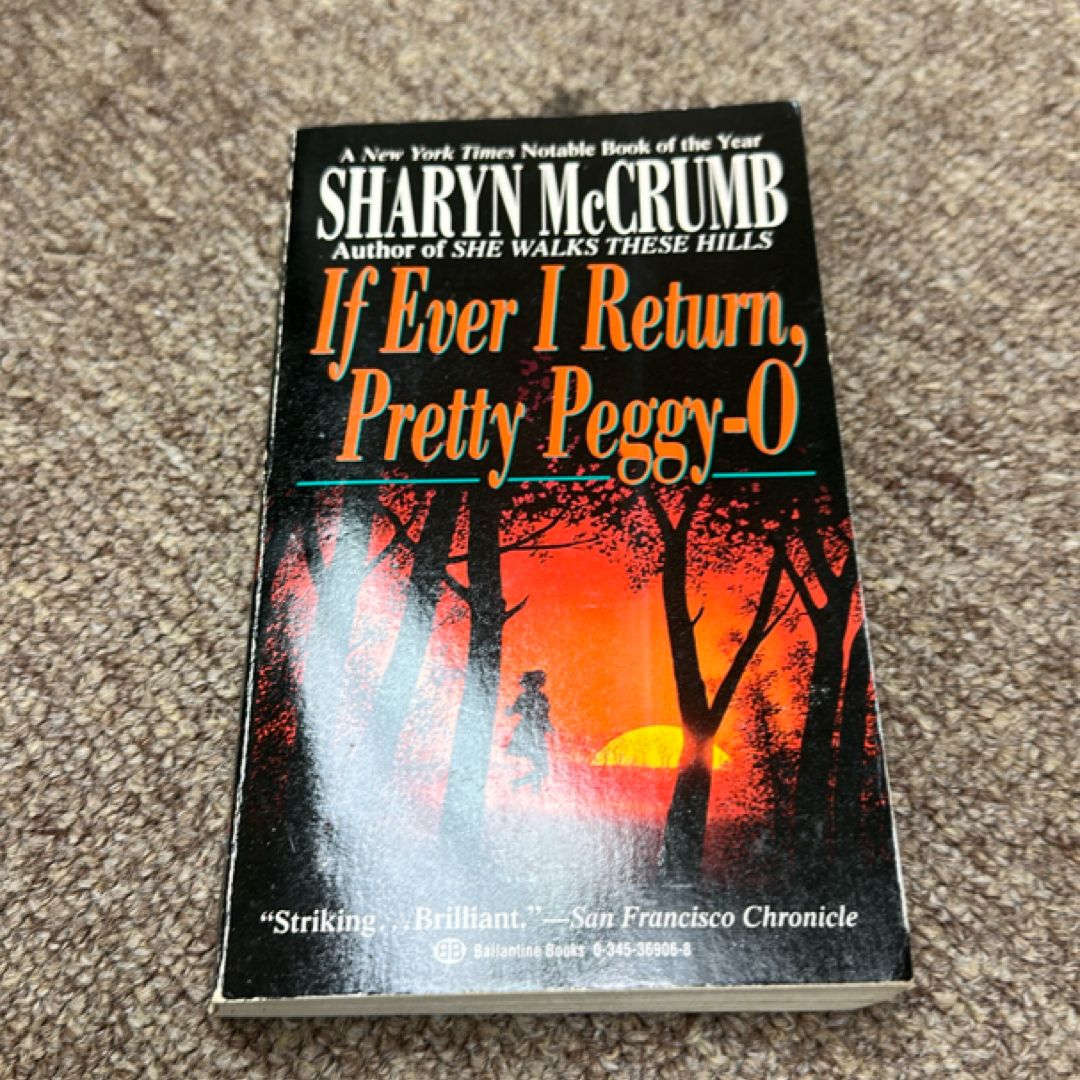 A New York Times Notable Book of the Year
SHARYN McCRUMB
Author of SHE WALKS THESE HILLS
If Ever I Return,
Pretty Peggy-O
“Striking...Brilliant.”—San Francisco Chronicle
BB Ballantine Books 0-345-36906-8